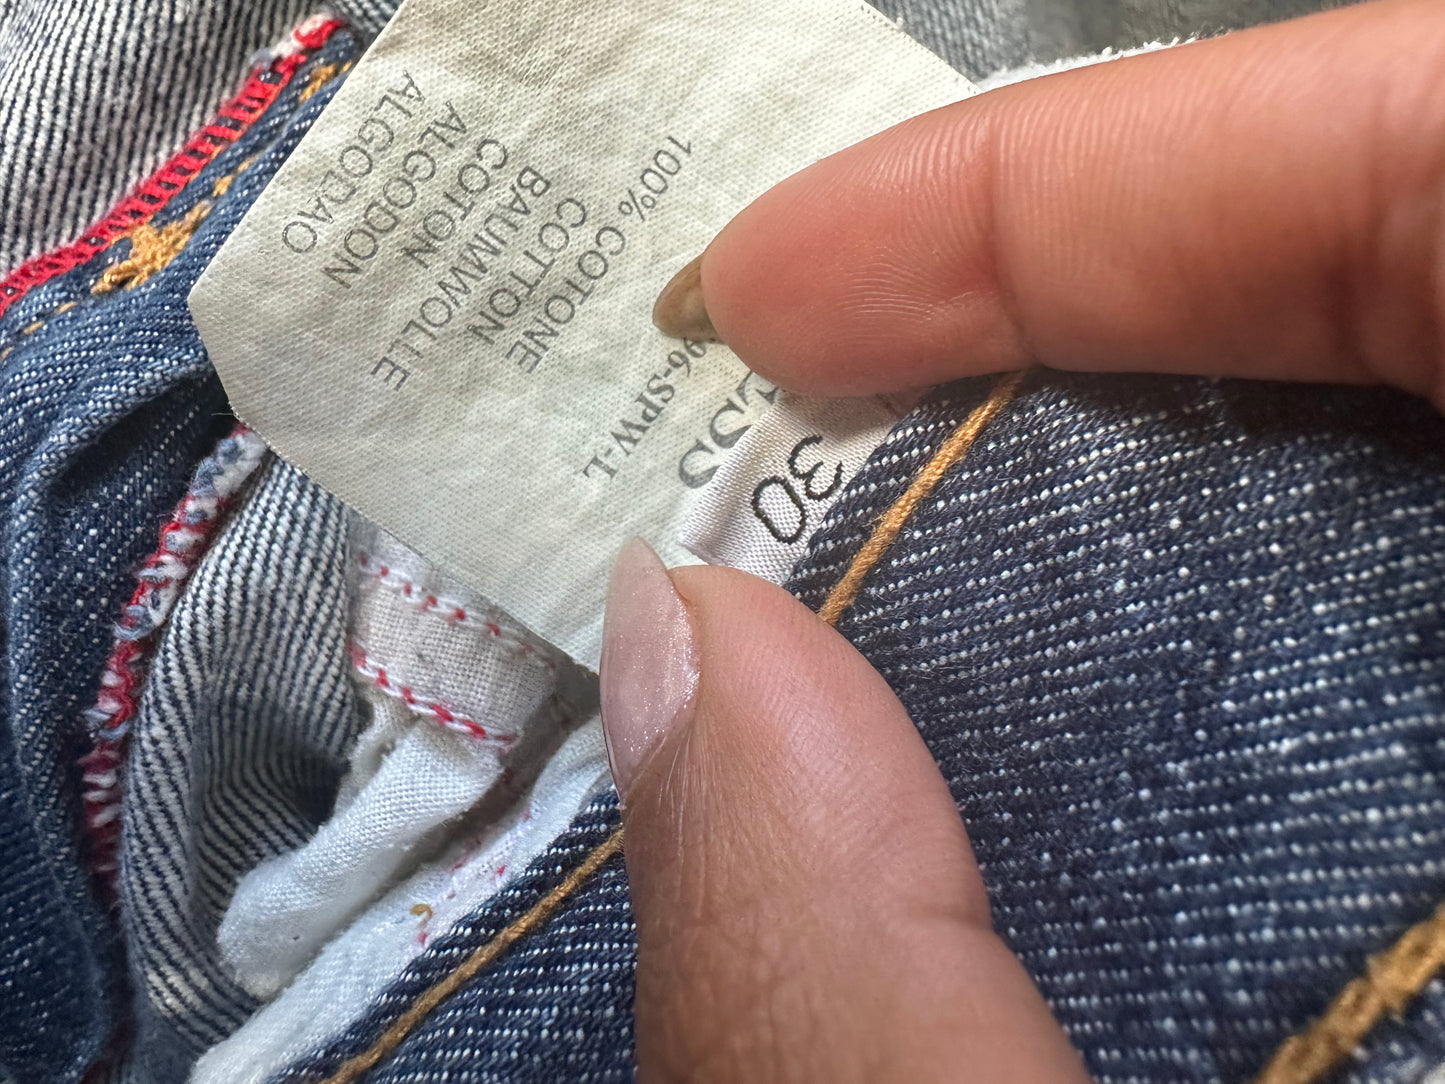 30
96-SPW-L
100% COTONE
COTTON
BAUMWOLLE
COTON
ALGODON
ALGODAO